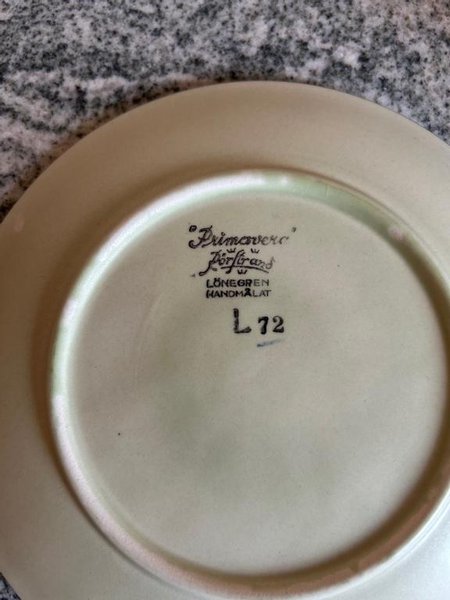 "Primavera"
Rörstrand
LÖNEGREN
HANDMÅLAT
L 72